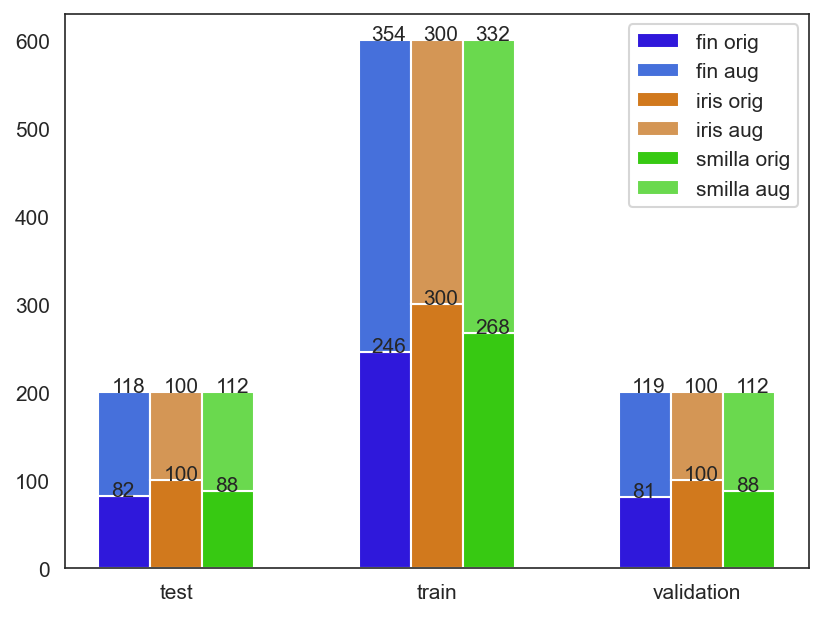 600
500
400
300
200
100
0
354 300 332
300
268
246
118 100 112
82 100 88
119 100 112
81 100 88
test train validation
fin orig
fin aug
iris orig
iris aug
smilla orig
smilla aug